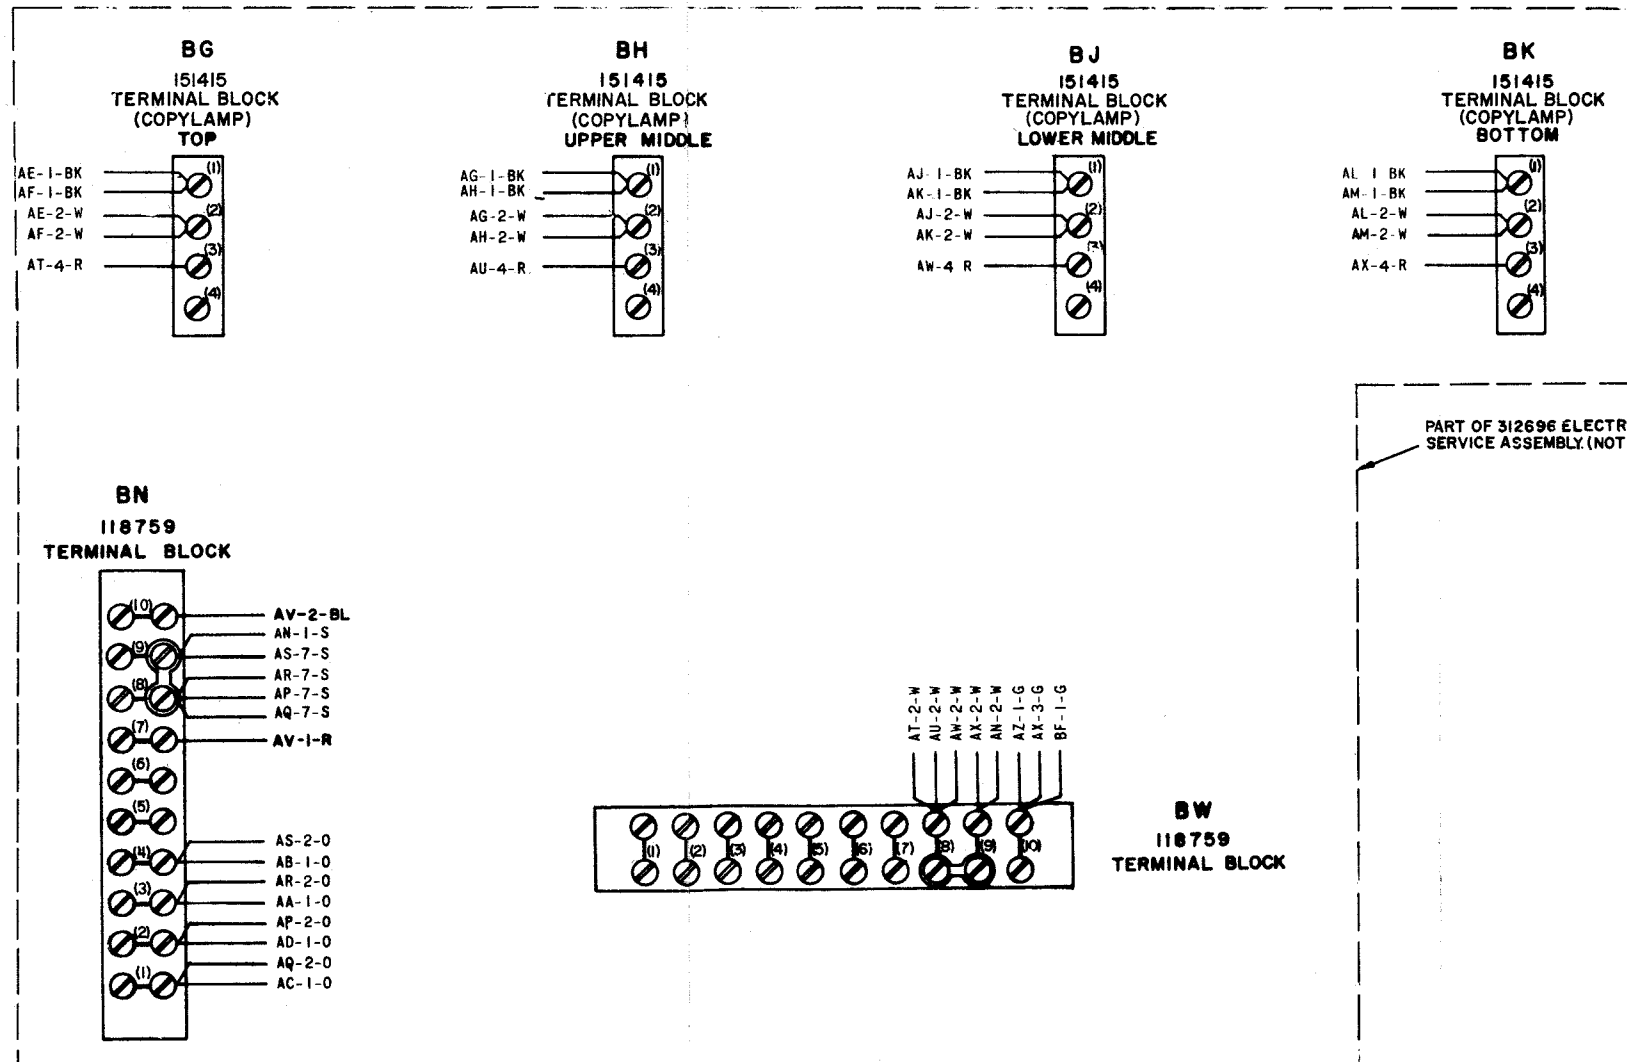 BG
151415
TERMINAL BLOCK
(COPYLAMP)
TOP
AE-1-BK
AF-1-BK
AE-2-W
AF-2-W
AT-4-R
(1)
(2)
(3)
(4)
BH
151415
TERMINAL BLOCK
(COPYLAMP)
UPPER MIDDLE
AG-1-BK
AH-1-BK
AG-2-W
AH-2-W
AU-4-R
(1)
(2)
(3)
(4)
BJ
151415
TERMINAL BLOCK
(COPYLAMP)
LOWER MIDDLE
AJ-1-BK
AK-1-BK
AJ-2-W
AK-2-W
AW-4 R
(1)
(2)
(3)
(4)
BK
151415
TERMINAL BLOCK
(COPYLAMP)
BOTTOM
AL 1 BK
AM-1-BK
AL-2-W
AM-2-W
AX-4-R
(1)
(2)
(3)
(4)
PART OF 312696 ELECTR
SERVICE ASSEMBLY. (NOT
BN
118759
TERMINAL BLOCK
(10)
(9)
(8)
(7)
(6)
(5)
(4)
(3)
(2)
(1)
AV-2-BL
AN-1-S
AS-7-S
AR-7-S
AP-7-S
AQ-7-S
AV-1-R
AS-2-O
AB-1-O
AR-2-O
AA-1-O
AP-2-O
AD-1-O
AQ-2-O
AC-1-O
AT-2-W
AU-2-W
AW-2-W
AX-2-W
AN-2-W
AZ-1-G
AX-3-G
BF-1-G
(1)
(2)
(3)
(4)
(5)
(6)
(7)
(8)
(9)
(10)
BW
118759
TERMINAL BLOCK